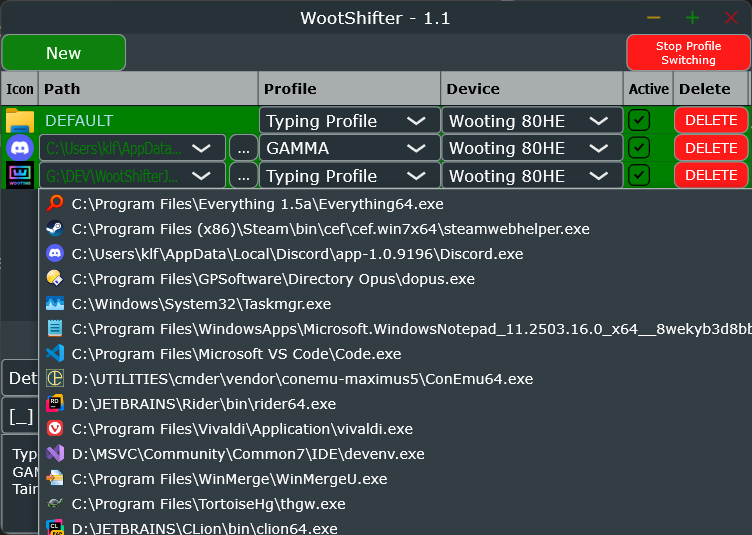 WootShifter - 1.1
New
Stop Profile
Switching
Icon Path Profile Device Active Delete
DEFAULT Typing Profile Wooting 80HE DELETE
C:\Users\klf\AppData... ... GAMMA Wooting 80HE DELETE
WOOTING G:\DEV\WootShifterJ... ... Typing Profile Wooting 80HE DELETE
C:\Program Files\Everything 1.5a\Everything64.exe
C:\Program Files (x86)\Steam\bin\cef\cef.win7x64\steamwebhelper.exe
C:\Users\klf\AppData\Local\Discord\app-1.0.9196\Discord.exe
C:\Program Files\GPSoftware\Directory Opus\dopus.exe
C:\Windows\System32\Taskmgr.exe
C:\Program Files\WindowsApps\Microsoft.WindowsNotepad_11.2503.16.0_x64__8wekyb3d8bb
C:\Program Files\Microsoft VS Code\Code.exe
Det
D:\UTILITIES\cmder\vendor\conemu-maximus5\ConEmu64.exe
D:\JETBRAINS\Rider\bin\rider64.exe
[_]
C:\Program Files\Vivaldi\Application\vivaldi.exe
Typ
D:\MSVC\Community\Common7\IDE\devenv.exe
GAM
C:\Program Files\WinMerge\WinMergeU.exe
Tair
C:\Program Files\TortoiseHg\thgw.exe
D:\JETBRAINS\CLion\bin\clion64.exe